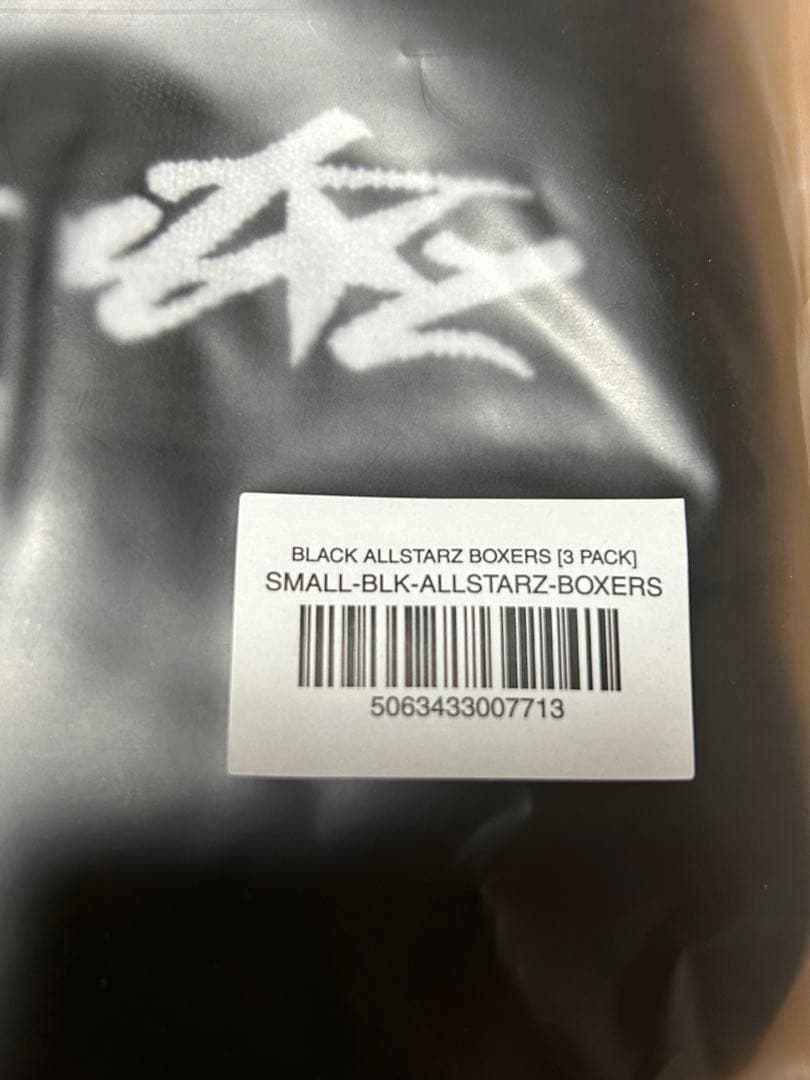 BLACK ALLSTARZ BOXERS [3 PACK]
SMALL-BLK-ALLSTARZ-BOXERS
5063433007713